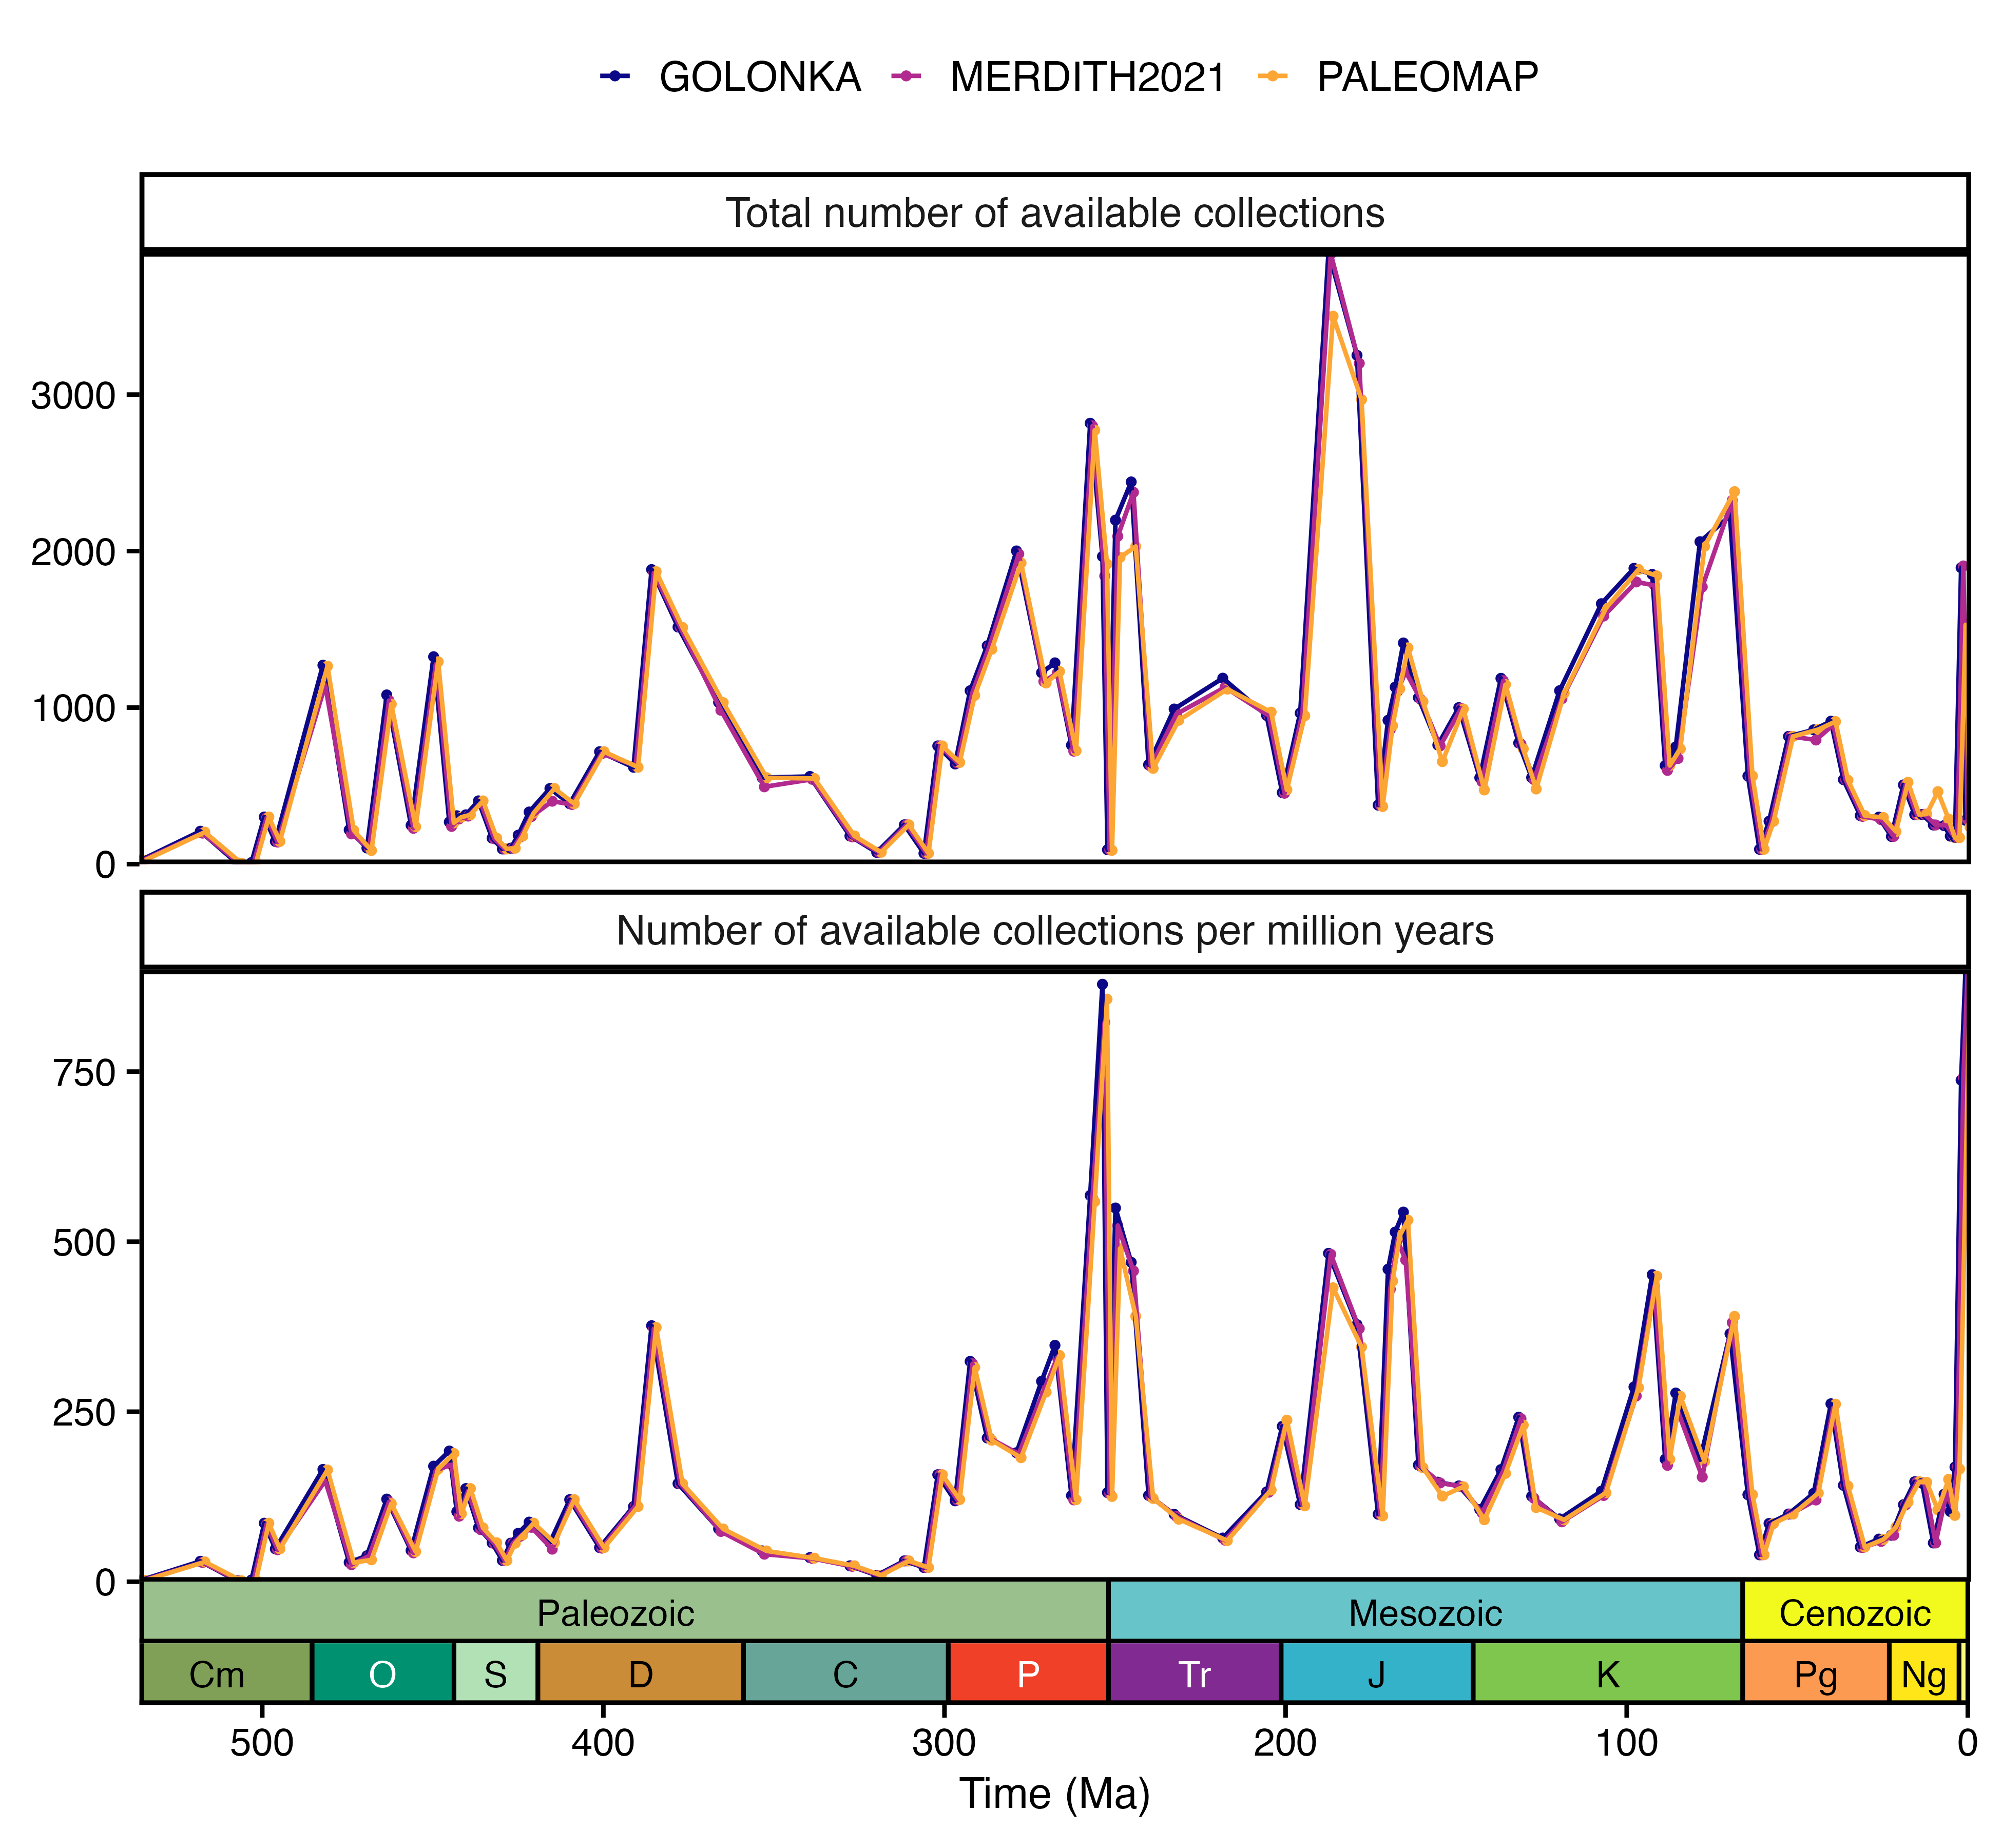 GOLONKA MERDITH2021 PALEOMAP
Total number of available collections
3000
2000
1000
0
Number of available collections per million years
750
500
250
0
Paleozoic Mesozoic Cenozoic
Cm O S D C P Tr J K Pg Ng
500 400 300 200 100 0
Time (Ma)